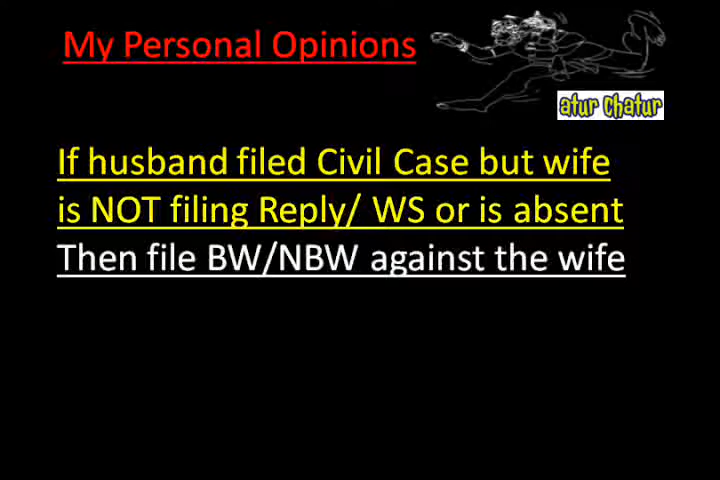 My Personal Opinions
atur chatur
If husband filed Civil Case but wife
is NOT filing Reply/ WS or is absent
Then file BW/NBW against the wife